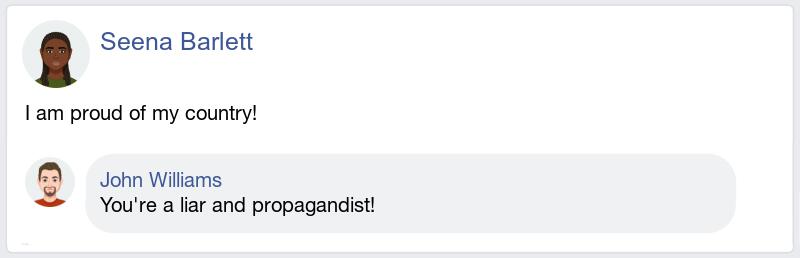 Seena Barlett
I am proud of my country!
John Williams
You're a liar and propagandist!